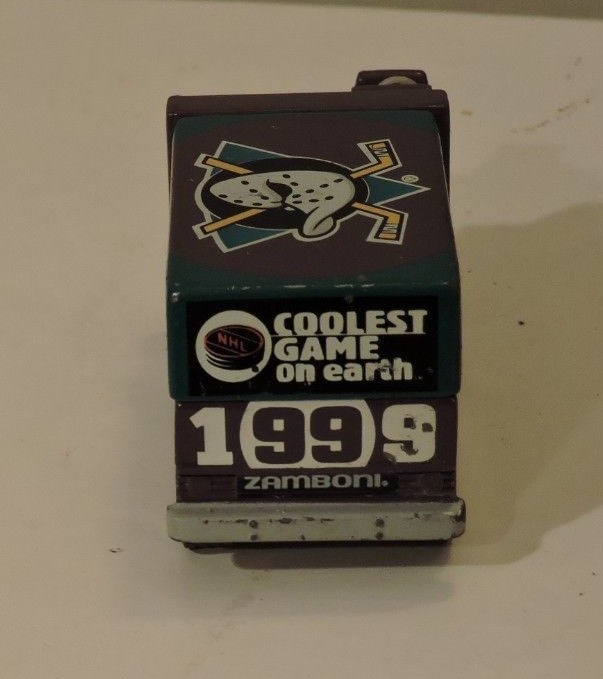 ®
NHL
COOLEST
GAME
on earth
1999
ZAMBONI®